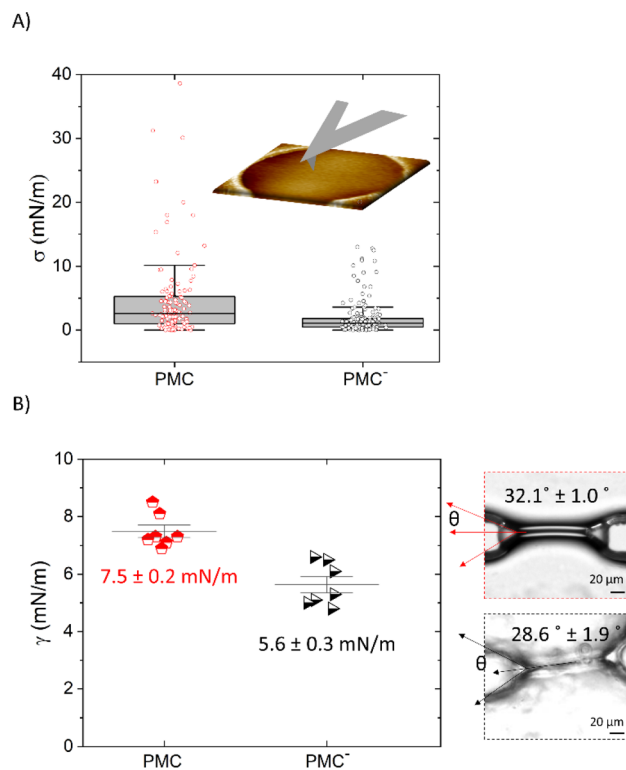 A)
40
30
20
10
0
σ (mN/m)
PMC
PMC⁻
B)
10
8
6
4
2
0
γ (mN/m)
7.5 ± 0.2 mN/m
5.6 ± 0.3 mN/m
PMC
PMC⁻
32.1° ± 1.0 °
θ
20 µm
28.6 ° ± 1.9 °
θ
20 µm